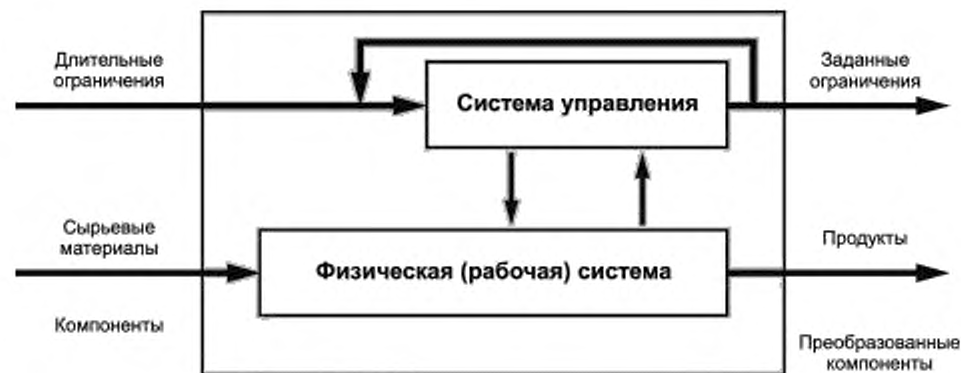 Длительные
ограничения
Заданные
ограничения
Система управления
Сырьевые
материалы
Продукты
Физическая (рабочая) система
Компоненты
Преобразованные
компоненты